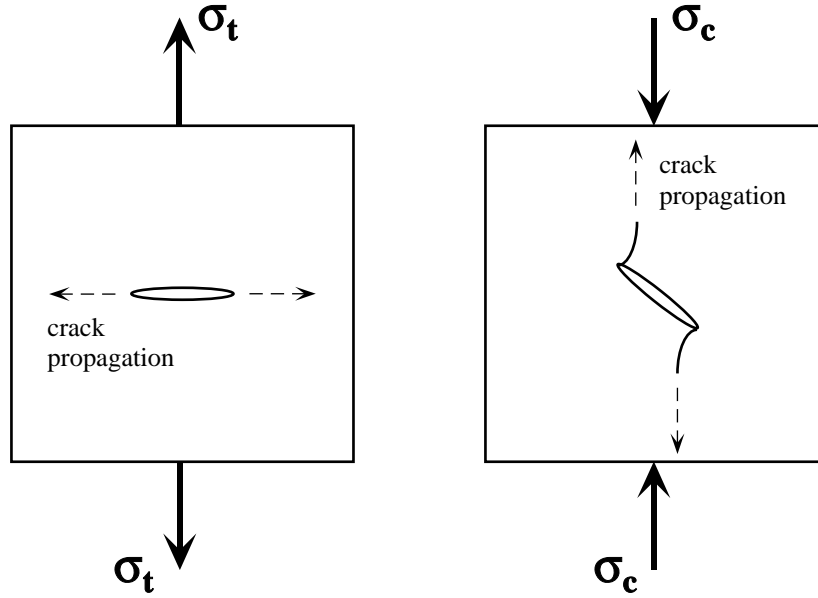 σt
σc
crack
propagation
crack
propagation
σt
σc